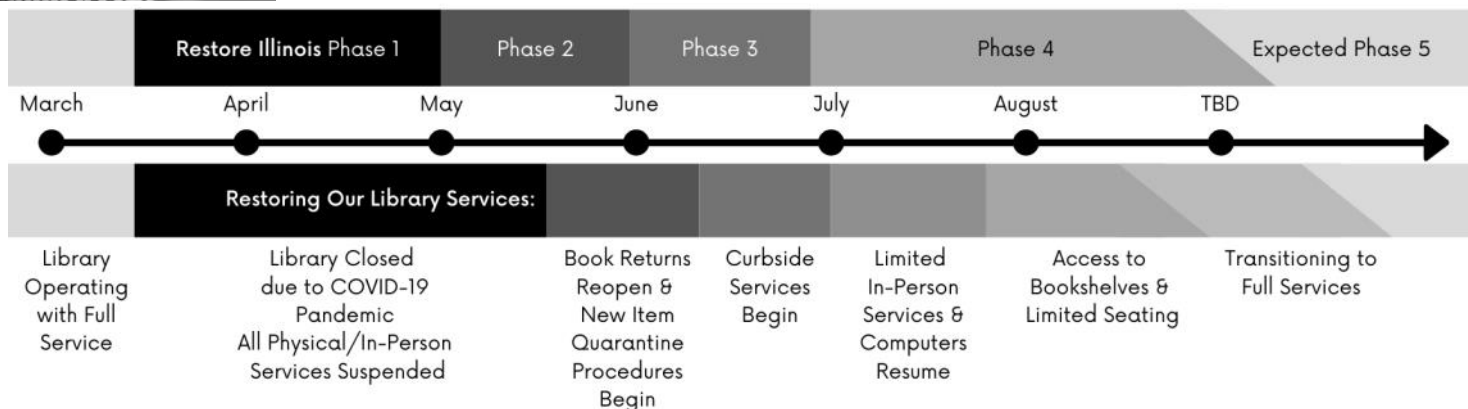 Restore Illinois Phase 1
Phase 2
Phase 3
Phase 4
Expected Phase 5
March
April
May
June
July
August
TBD
Restoring Our Library Services:
Library
Operating
with Full
Service
Library Closed
due to COVID-19
Pandemic
All Physical/In-Person
Services Suspended
Book Returns
Reopen &
New Item
Quarantine
Procedures
Begin
Curbside
Services
Begin
Limited
In-Person
Services &
Computers
Resume
Access to
Bookshelves &
Limited Seating
Transitioning to
Full Services